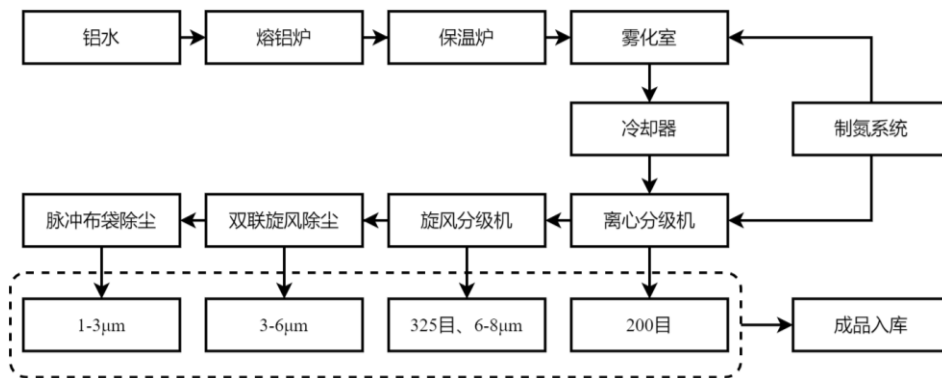 铝水
熔铝炉
保温炉
雾化室
冷却器
制氮系统
脉冲布袋除尘
双联旋风除尘
旋风分级机
离心分级机
1-3μm
3-6μm
325目、6-8μm
200目
成品入库